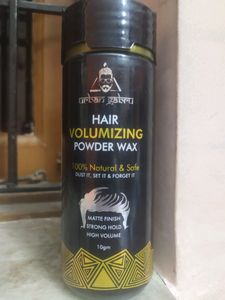 urban gabru
HAIR
VOLUMIZING
POWDER WAX
100% Natural & Safe
DUST IT, SET IT & FORGET IT
MATTE FINISH
STRONG HOLD
HIGH VOLUME
10gm